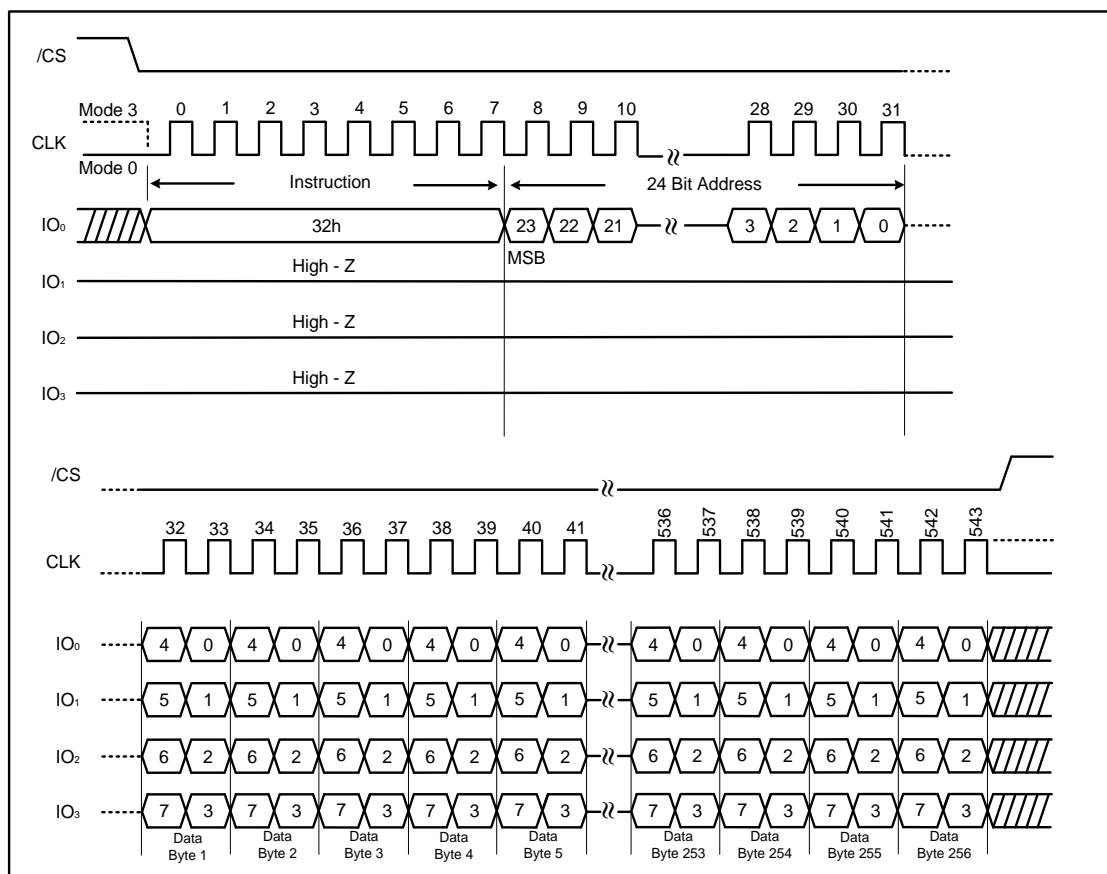 /CS
Mode 3
0 1 2 3 4 5 6 7 8 9 10 28 29 30 31
CLK
Mode 0
Instruction
24 Bit Address
IO₀
32h
23 22 21 3 2 1 0
MSB
High - Z
IO₁
High - Z
IO₂
High - Z
IO₃
/CS
32 33 34 35 36 37 38 39 40 41 536 537 538 539 540 541 542 543
CLK
IO₀ 4 0 4 0 4 0 4 0 4 0 4 0 4 0 4 0 4 0
IO₁ 5 1 5 1 5 1 5 1 5 1 5 1 5 1 5 1 5 1
IO₂ 6 2 6 2 6 2 6 2 6 2 6 2 6 2 6 2 6 2
IO₃ 7 3 7 3 7 3 7 3 7 3 7 3 7 3 7 3 7 3
Data Data Data Data Data Data Data Data Data
Byte 1 Byte 2 Byte 3 Byte 4 Byte 5 Byte 253 Byte 254 Byte 255 Byte 256